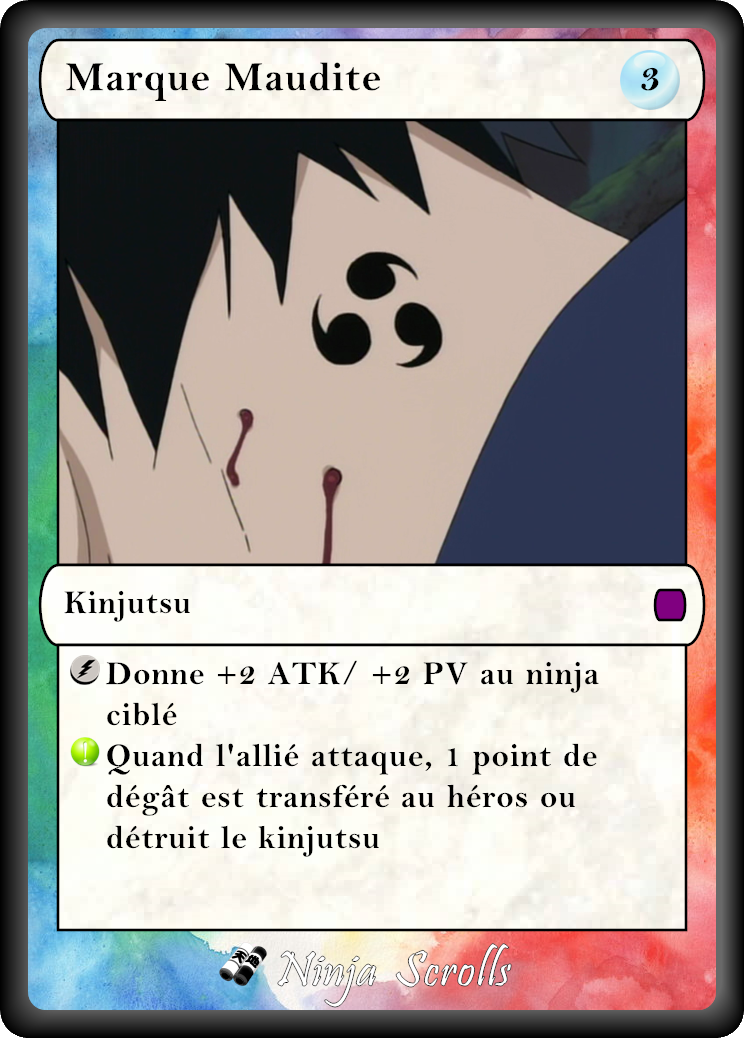 Marque Maudite
3
Kinjutsu
Donne +2 ATK/ +2 PV au ninja
ciblé
Quand l'allié attaque, 1 point de
dégât est transféré au héros ou
détruit le kinjutsu
Ninja Scrolls